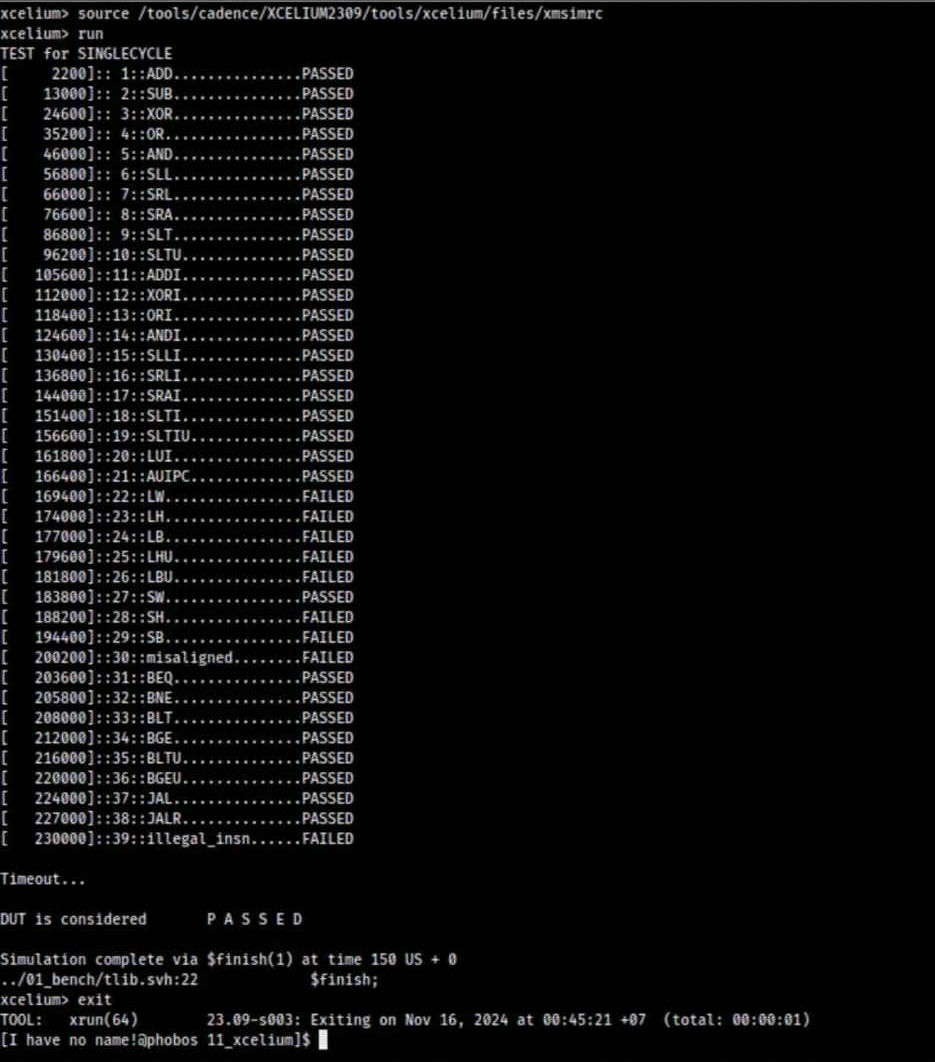 xcelium> source /tools/cadence/XCELIUM2309/tools/xcelium/files/xmsimrc
xcelium> run
TEST for SINGLECYCLE
[     2200]:: 1::ADD...............PASSED
[    13000]:: 2::SUB...............PASSED
[    24600]:: 3::XOR...............PASSED
[    35200]:: 4::OR................PASSED
[    46000]:: 5::AND...............PASSED
[    56800]:: 6::SLL...............PASSED
[    66000]:: 7::SRL...............PASSED
[    76600]:: 8::SRA...............PASSED
[    86800]:: 9::SLT...............PASSED
[    96200]::10::SLTU..............PASSED
[   105600]::11::ADDI..............PASSED
[   112000]::12::XORI..............PASSED
[   118400]::13::ORI...............PASSED
[   124600]::14::ANDI..............PASSED
[   130400]::15::SLLI..............PASSED
[   136800]::16::SRLI..............PASSED
[   144000]::17::SRAI..............PASSED
[   151400]::18::SLTI..............PASSED
[   156600]::19::SLTIU.............PASSED
[   161800]::20::LUI...............PASSED
[   166400]::21::AUIPC.............PASSED
[   169400]::22::LW................FAILED
[   174000]::23::LH................FAILED
[   177000]::24::LB................FAILED
[   179600]::25::LHU...............FAILED
[   181800]::26::LBU...............FAILED
[   183800]::27::SW................PASSED
[   188200]::28::SH................FAILED
[   194400]::29::SB................FAILED
[   200200]::30::misaligned........FAILED
[   203600]::31::BEQ...............PASSED
[   205800]::32::BNE...............PASSED
[   208000]::33::BLT...............PASSED
[   212000]::34::BGE...............PASSED
[   216000]::35::BLTU..............PASSED
[   220000]::36::BGEU..............PASSED
[   224000]::37::JAL...............PASSED
[   227000]::38::JALR..............PASSED
[   230000]::39::illegal_insn......FAILED
Timeout...
DUT is considered       P A S S E D
Simulation complete via $finish(1) at time 150 US + 0
../01_bench/tlib.svh:22             $finish;
xcelium> exit
TOOL:   xrun(64)        23.09-s003: Exiting on Nov 16, 2024 at 00:45:21 +07  (total: 00:00:01)
[I have no name!@phobos 11_xcelium]$